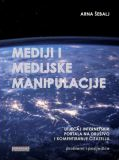 ARNA ŠEBALJ
MEDIJI I
MEDIJSKE
MANIPULACIJE
UTJECAJ INTERNETSKIH
PORTALA NA DRUŠTVO
I KOMENTIRANJE ČITATELJA